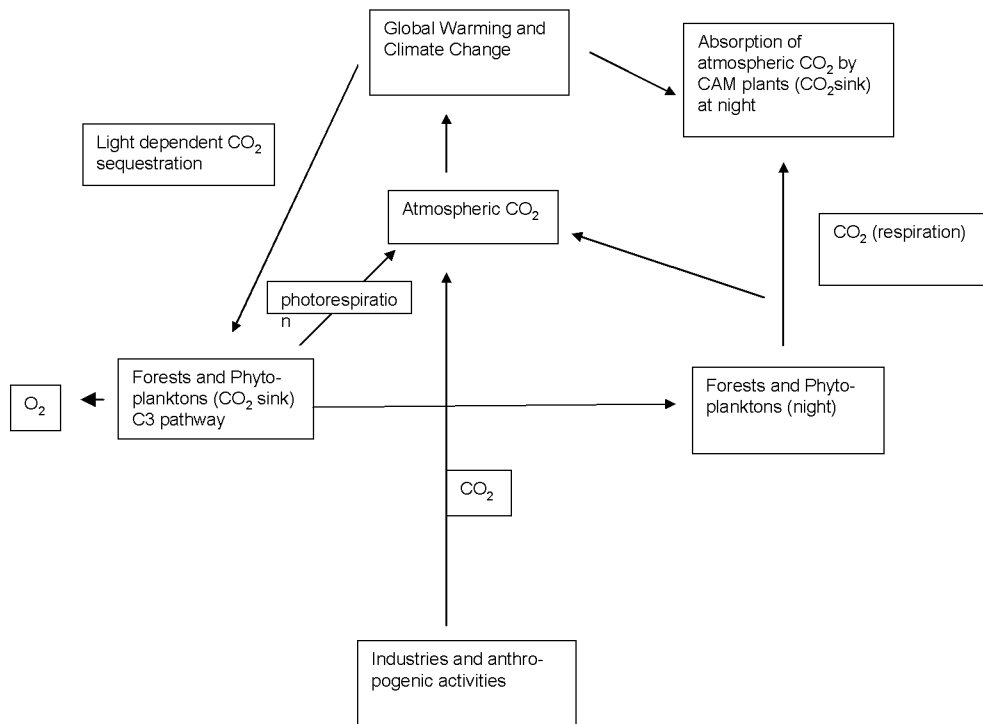 Global Warming and
Climate Change
Absorption of
atmospheric CO₂ by
CAM plants (CO₂sink)
at night
Light dependent CO₂
sequestration
Atmospheric CO₂
CO₂ (respiration)
photorespiratio
n
Forests and Phyto-
planktons (CO₂ sink)
C3 pathway
O₂
Forests and Phyto-
planktons (night)
CO₂
Industries and anthro-
pogenic activities